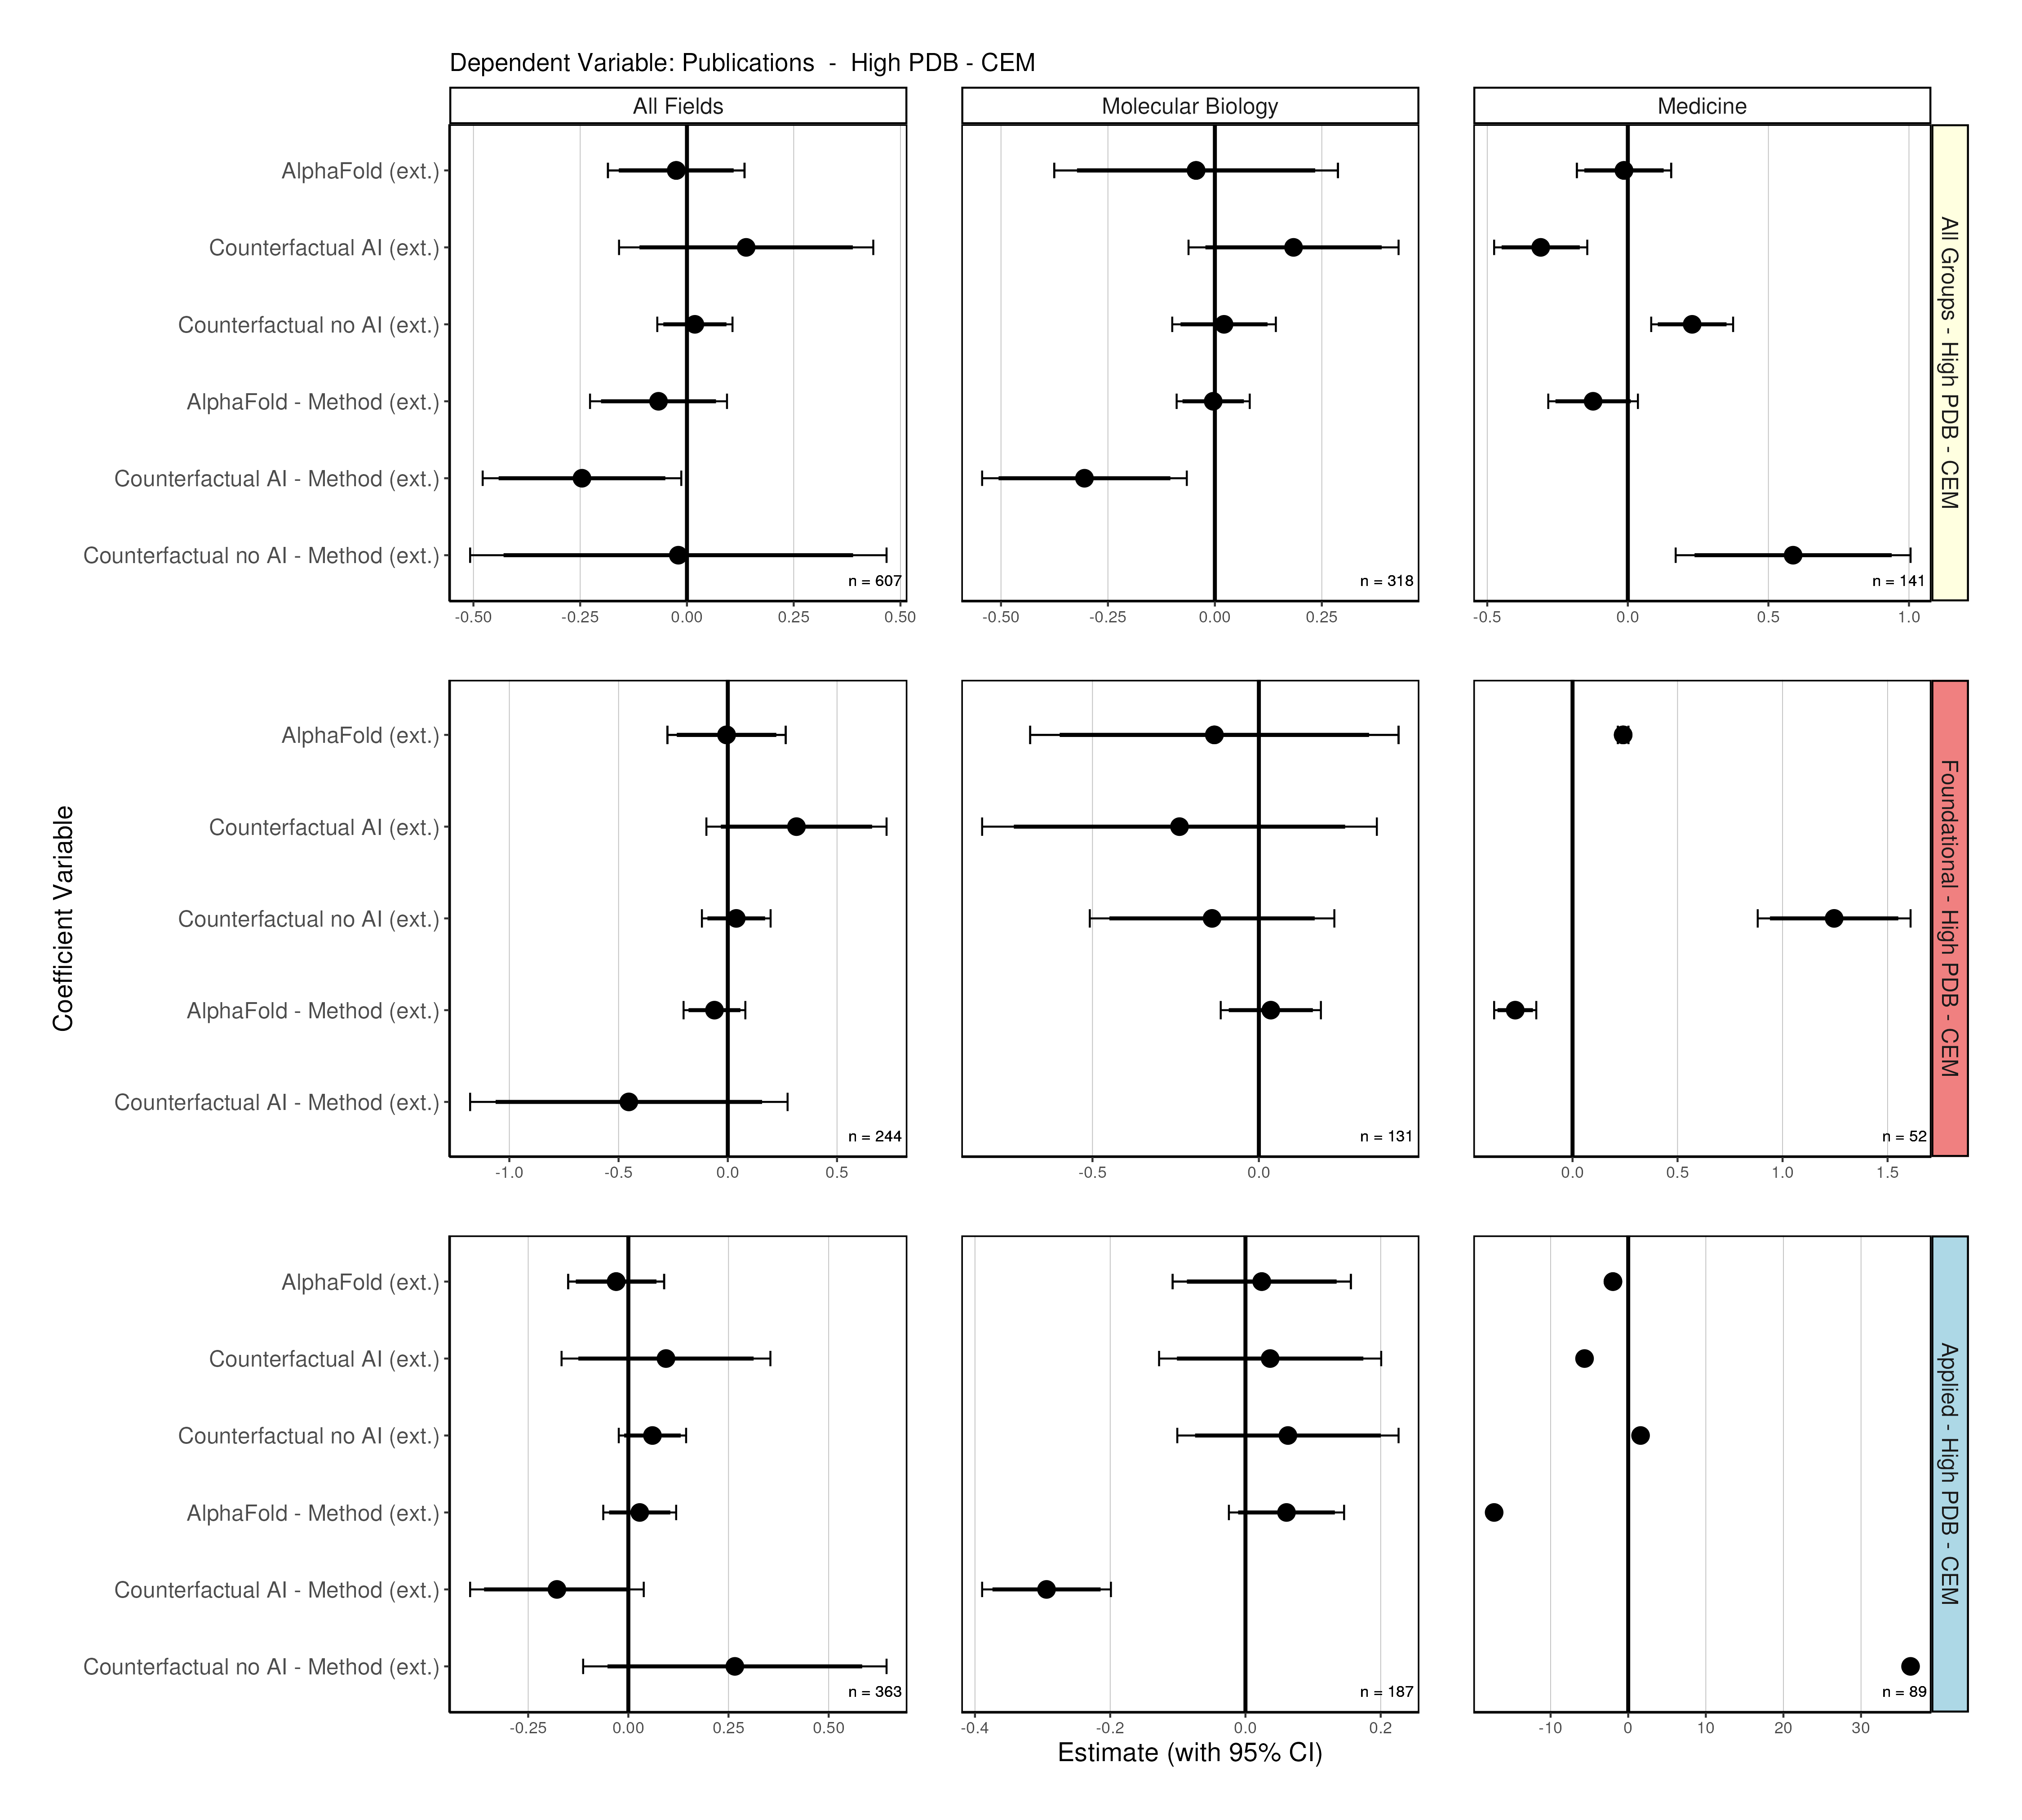 Dependent Variable: Publications - High PDB - CEM
All Fields
Molecular Biology
Medicine
AlphaFold (ext.)
Counterfactual AI (ext.)
Counterfactual no AI (ext.)
AlphaFold - Method (ext.)
Counterfactual AI - Method (ext.)
Counterfactual no AI - Method (ext.)
n = 607
n = 318
n = 141
-0.50 -0.25 0.00 0.25 0.50
-0.50 -0.25 0.00 0.25
-0.5 0.0 0.5 1.0
All Groups - High PDB - CEM
Coefficient Variable
AlphaFold (ext.)
Counterfactual AI (ext.)
Counterfactual no AI (ext.)
AlphaFold - Method (ext.)
Counterfactual AI - Method (ext.)
n = 244
n = 131
n = 52
-1.0 -0.5 0.0 0.5
-0.5 0.0
0.0 0.5 1.0 1.5
Foundational - High PDB - CEM
AlphaFold (ext.)
Counterfactual AI (ext.)
Counterfactual no AI (ext.)
AlphaFold - Method (ext.)
Counterfactual AI - Method (ext.)
Counterfactual no AI - Method (ext.)
n = 363
n = 187
n = 89
-0.25 0.00 0.25 0.50
-0.4 -0.2 0.0 0.2
-10 0 10 20 30
Applied - High PDB - CEM
Estimate (with 95% CI)